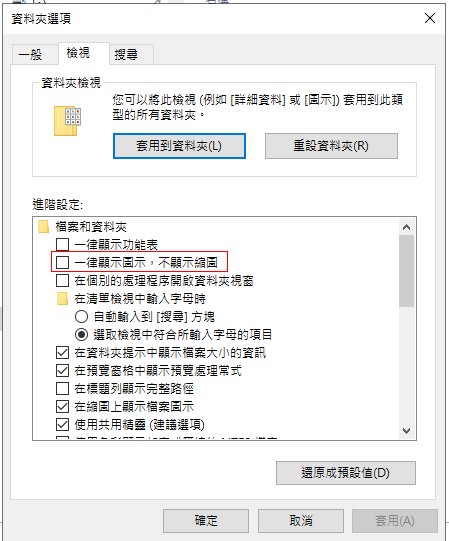 資料夾選項
一般
檢視
搜尋
資料夾檢視
您可以將此檢視 (例如 [詳細資料] 或 [圖示]) 套用到此類
型的所有資料夾。
套用到資料夾(L)
重設資料夾(R)
進階設定:
檔案和資料夾
一律顯示功能表
一律顯示圖示，不顯示縮圖
在個別的處理程序開啟資料夾視窗
在清單檢視中輸入字母時
自動輸入到 [搜尋] 方塊
選取檢視中符合所輸入字母的項目
在資料夾提示中顯示檔案大小的資訊
在預覽窗格中顯示預覽處理常式
在標題列顯示完整路徑
在縮圖上顯示檔案圖示
使用共用精靈 (建議選項)
還原成預設值(D)
確定
取消
套用(A)